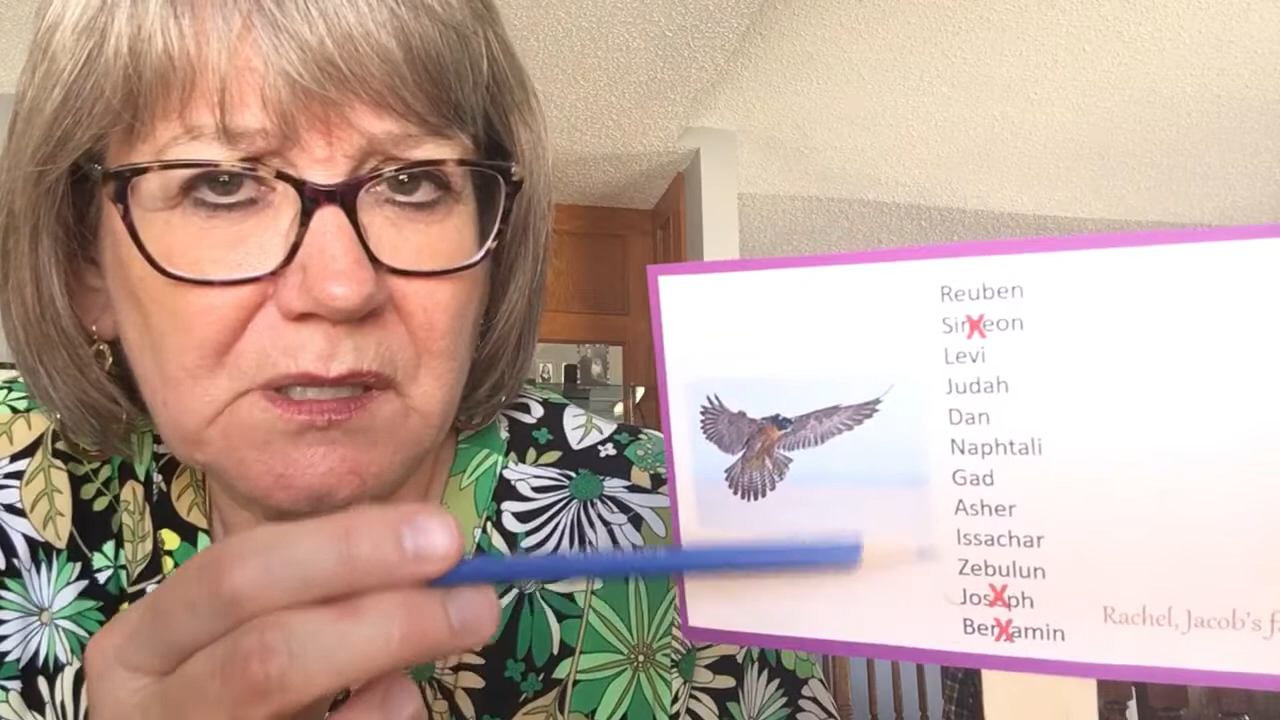 Reuben
Simeon
Levi
Judah
Dan
Naphtali
Gad
Asher
Issachar
Zebulun
Joseph
Benjamin
Rachel, Jacob's